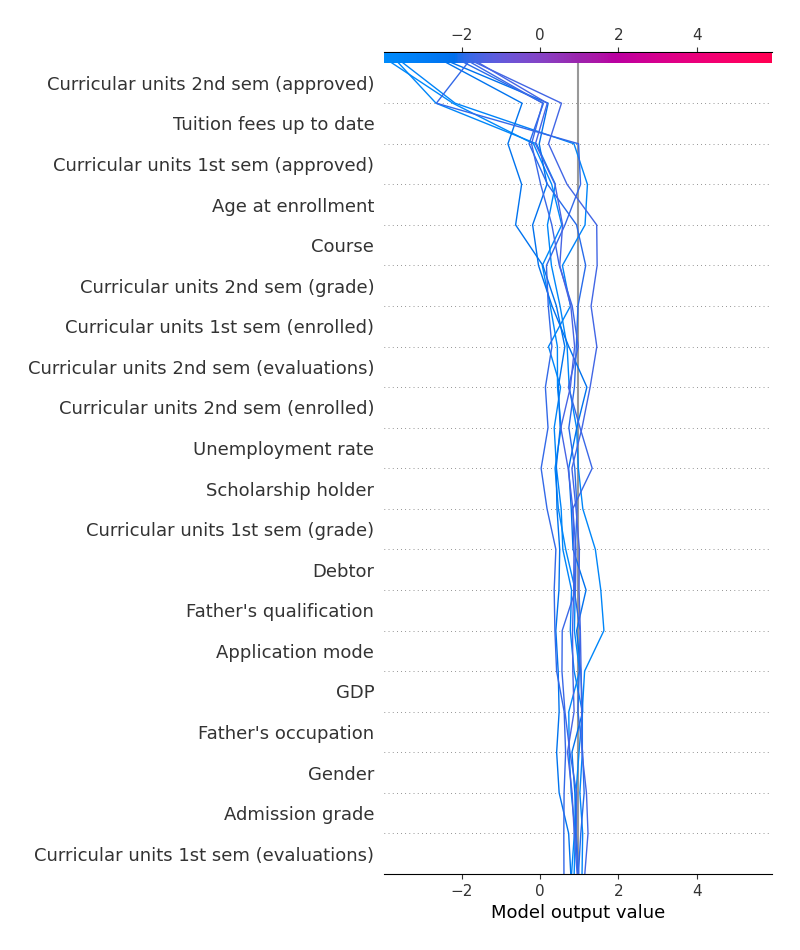 −2 0 2 4
Curricular units 2nd sem (approved)
Tuition fees up to date
Curricular units 1st sem (approved)
Age at enrollment
Course
Curricular units 2nd sem (grade)
Curricular units 1st sem (enrolled)
Curricular units 2nd sem (evaluations)
Curricular units 2nd sem (enrolled)
Unemployment rate
Scholarship holder
Curricular units 1st sem (grade)
Debtor
Father's qualification
Application mode
GDP
Father's occupation
Gender
Admission grade
Curricular units 1st sem (evaluations)
−2 0 2 4
Model output value